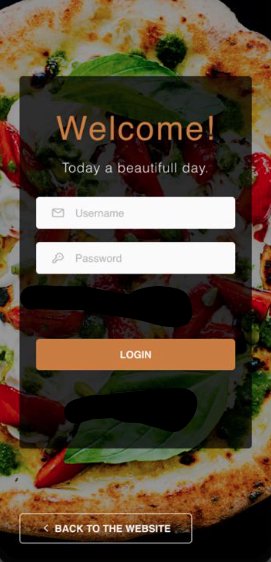 Welcome!
Today a beautifull day.
Username
Password
LOGIN
BACK TO THE WEBSITE